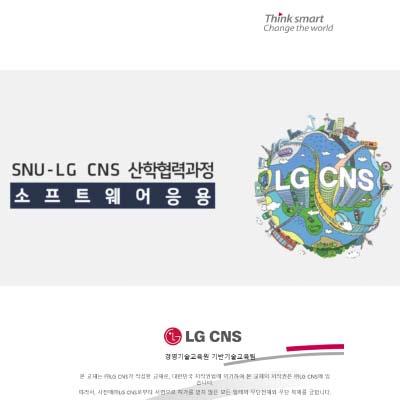 Think smart
Change the world
SNU-LG CNS 산학협력과정
소프트웨어응용
LG CNS
LG CNS
경영기술교육원 기반기술교육팀
본 교재는 ㈜LG CNS가 작성한 교재로, 대한민국 저작권법에 의거하여 본 교재의 저작권은 ㈜LG CNS에 있
습니다.
따라서, 사전에㈜LG CNS로부터 서면으로 허가를 받지 않은 모든 형태의 무단전재와 무단 복제를 금합니다.